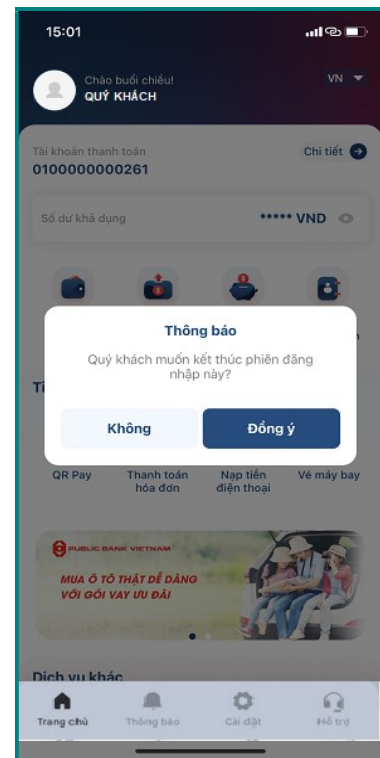 15:01
Chào buổi chiều!
VN
QUÝ KHÁCH
Tài khoản thanh toán
Chi tiết
0100000000261
Số dư khả dụng
***** VND
Thông báo
Quý khách muốn kết thúc phiên đăng
nhập này?
Không
Đồng ý
QR Pay
Thanh toán
hóa đơn
Nạp tiền
điện thoại
Vé máy bay
PUBLIC BANK VIETNAM
MUA Ô TÔ THẬT DỄ DÀNG
VỚI GÓI VAY ƯU ĐÃI
Dịch vụ khác
Trang chủ
Thông báo
Cài đặt
Hỗ trợ